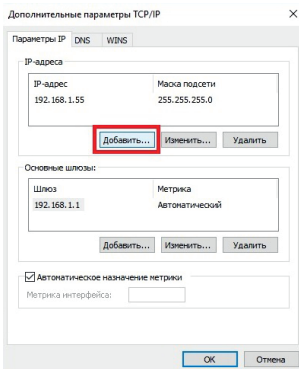 Дополнительные параметры TCP/IP
Параметры IP DNS WINS
IP-адреса
IP-адрес Маска подсети
192.168.1.55 255.255.255.0
Добавить... Изменить... Удалить
Основные шлюзы:
Шлюз Метрика
192.168.1.1 Автоматический
Добавить... Изменить... Удалить
Автоматическое назначение метрики
Метрика интерфейса:
OK Отмена